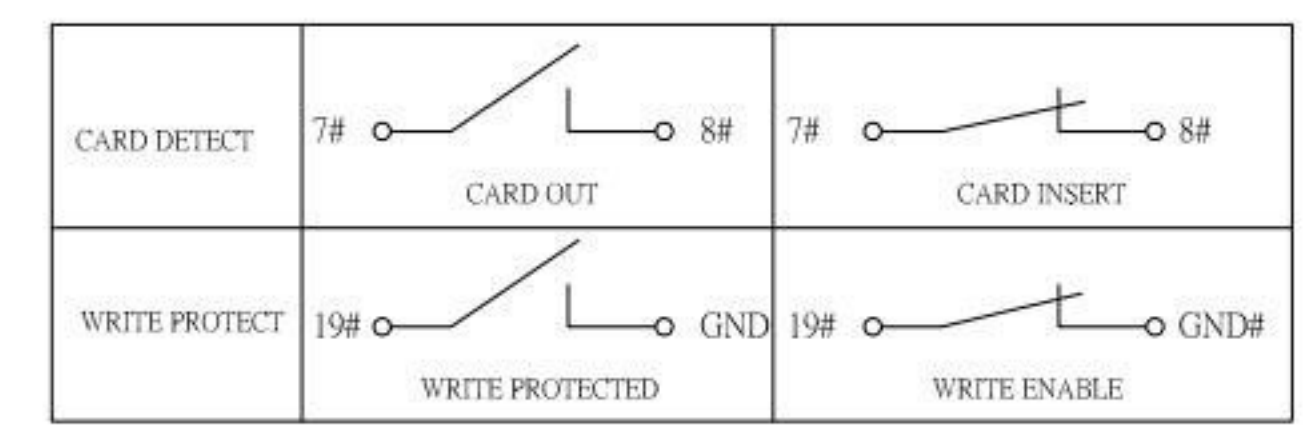 CARD DETECT
7# 8#
CARD OUT
7# 8#
CARD INSERT
WRITE PROTECT
19# GND
WRITE PROTECTED
19# GND#
WRITE ENABLE